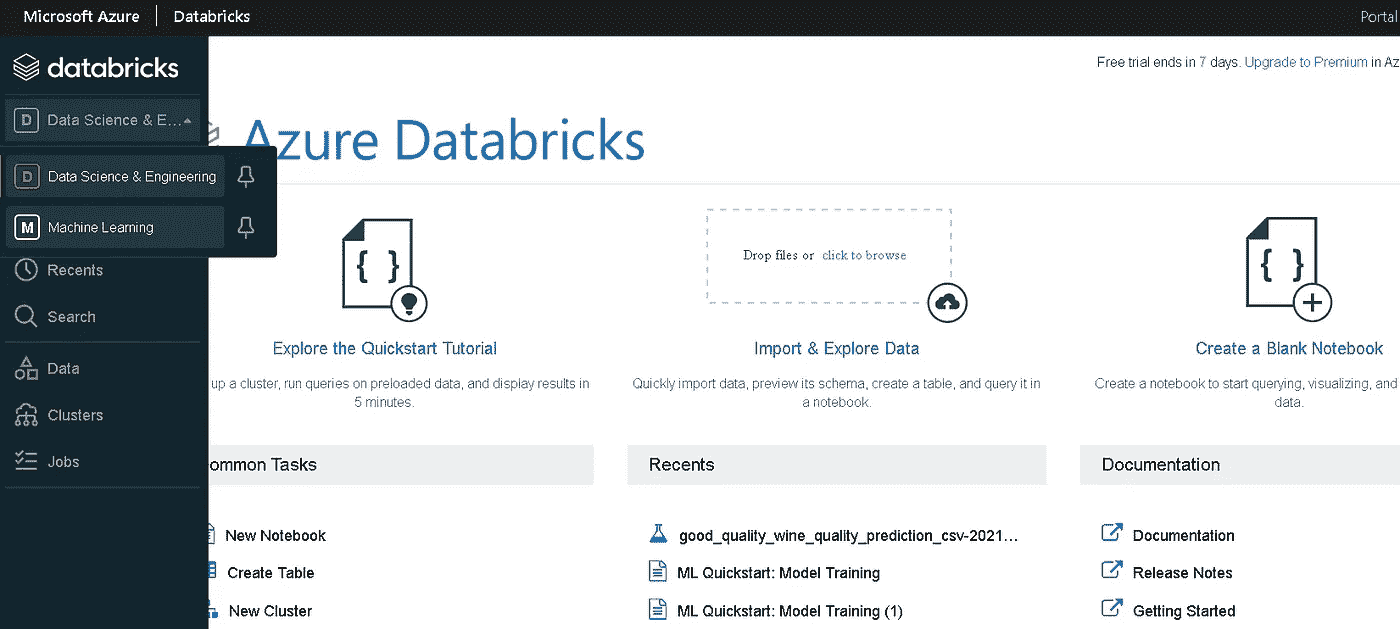 Microsoft Azure
Databricks
Portal
databricks
D
Data Science & E...
D
Data Science & Engineering
M
Machine Learning
Recents
Search
Data
Clusters
Jobs
Free trial ends in 7 days. Upgrade to Premium in Az
Azure Databricks
{ }
Explore the Quickstart Tutorial
up a cluster, run queries on preloaded data, and display results in
5 minutes.
Drop files or click to browse
Import & Explore Data
Quickly import data, preview its schema, create a table, and query it in
a notebook.
{ }
Create a Blank Notebook
Create a notebook to start querying, visualizing, and
data.
ommon Tasks
New Notebook
Create Table
New Cluster
Recents
good_quality_wine_quality_prediction_csv-2021...
ML Quickstart: Model Training
ML Quickstart: Model Training (1)
Documentation
Documentation
Release Notes
Getting Started